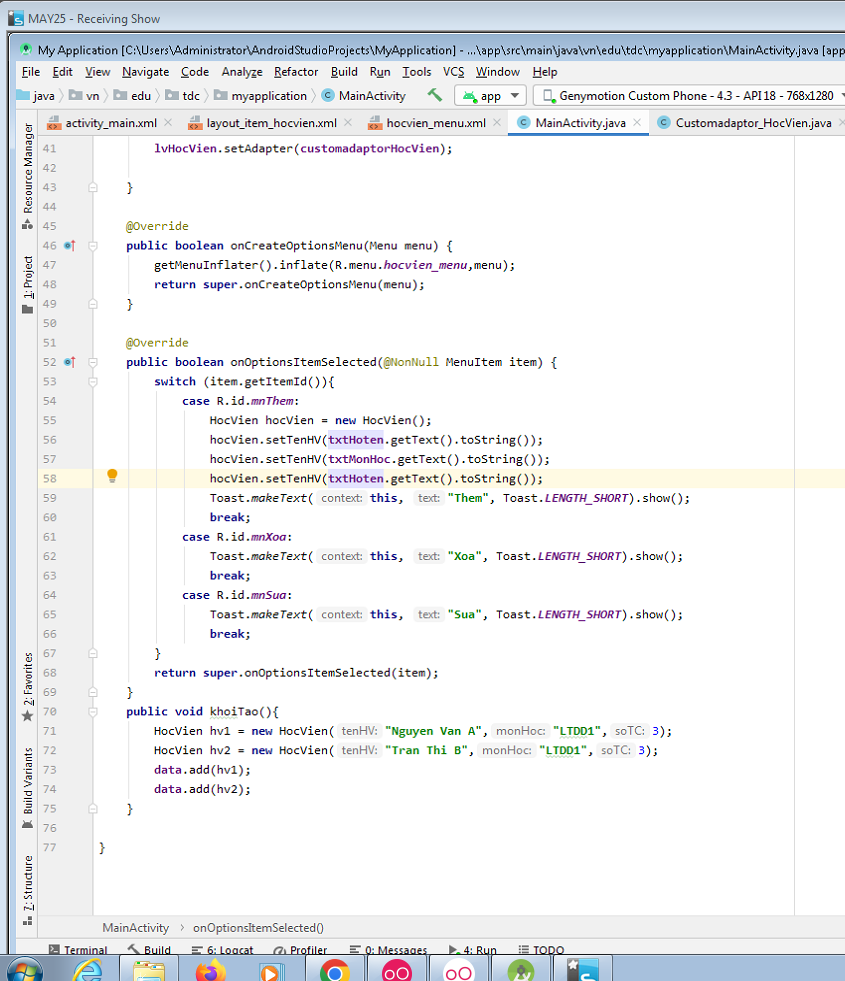 MAY25 - Receiving Show
My Application [C:\Users\Administrator\AndroidStudioProjects\MyApplication] - ...\app\src\main\java\vn\edu\tdc\myapplication\MainActivity.java [app
File Edit View Navigate Code Analyze Refactor Build Run Tools VCS Window Help
java vn edu tdc myapplication MainActivity app Genymotion Custom Phone - 4.3 - API 18 - 768x1280
activity_main.xml layout_item_hocvien.xml hocvien_menu.xml MainActivity.java Customadaptor_HocVien.java
Resource Manager
1: Project
2: Favorites
Build Variants
7: Structure
41 lvHocVien.setAdapter(customadaptorHocVien);
42
43 }
44
45 @Override
46 public boolean onCreateOptionsMenu(Menu menu) {
47 getMenuInflater().inflate(R.menu.hocvien_menu,menu);
48 return super.onCreateOptionsMenu(menu);
49 }
50
51 @Override
52 public boolean onOptionsItemSelected(@NonNull MenuItem item) {
53 switch (item.getItemId()){
54 case R.id.mnThem:
55 HocVien hocVien = new HocVien();
56 hocVien.setTenHV(txtHoten.getText().toString());
57 hocVien.setTenHV(txtMonHoc.getText().toString());
58 hocVien.setTenHV(txtHoten.getText().toString());
59 Toast.makeText( context: this, text: "Them", Toast.LENGTH_SHORT).show();
60 break;
61 case R.id.mnXoa:
62 Toast.makeText( context: this, text: "Xoa", Toast.LENGTH_SHORT).show();
63 break;
64 case R.id.mnSua:
65 Toast.makeText( context: this, text: "Sua", Toast.LENGTH_SHORT).show();
66 break;
67 }
68 return super.onOptionsItemSelected(item);
69 }
70 public void khoiTao(){
71 HocVien hv1 = new HocVien( tenHV: "Nguyen Van A", monHoc: "LTDD1", soTC: 3);
72 HocVien hv2 = new HocVien( tenHV: "Tran Thi B", monHoc: "LTDD1", soTC: 3);
73 data.add(hv1);
74 data.add(hv2);
75 }
76
77 }
MainActivity › onOptionsItemSelected()
Terminal Build 6: Logcat Profiler 0: Messages 4: Run TODO